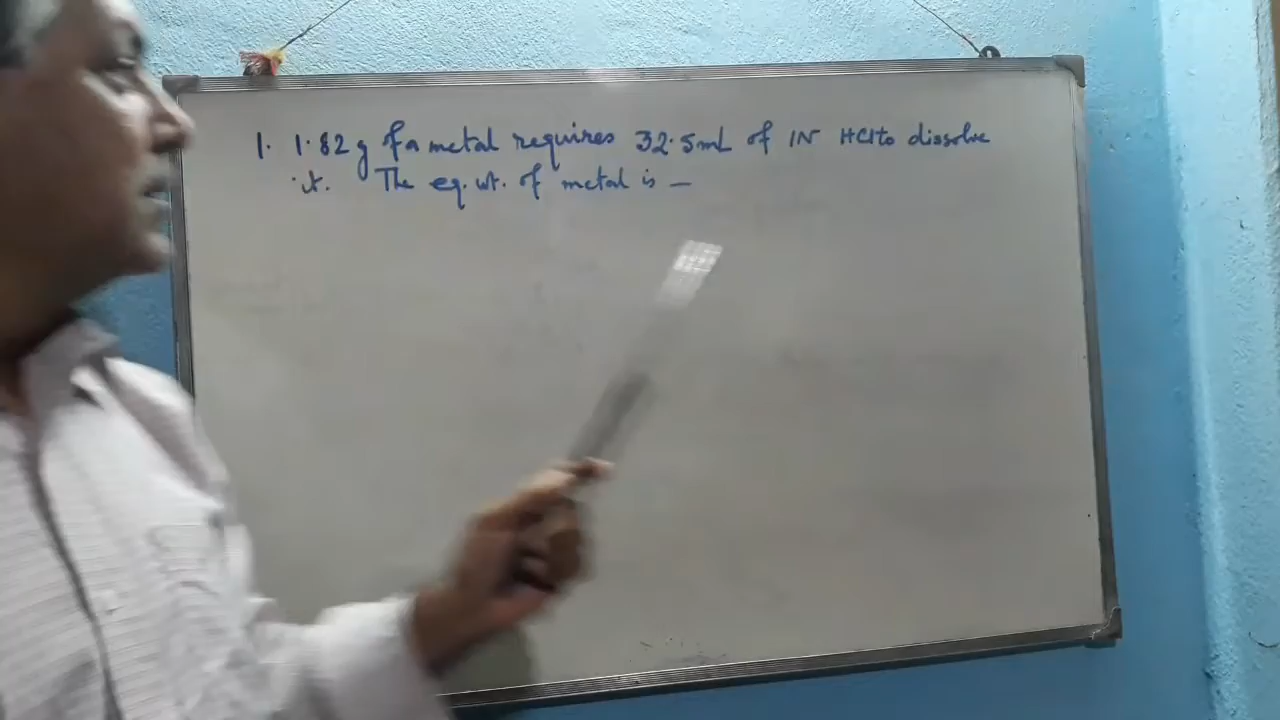 1. 1.82 g of a metal requires 32.5 mL of 1N HCl to dissolve
it. The eq. wt. of metal is —